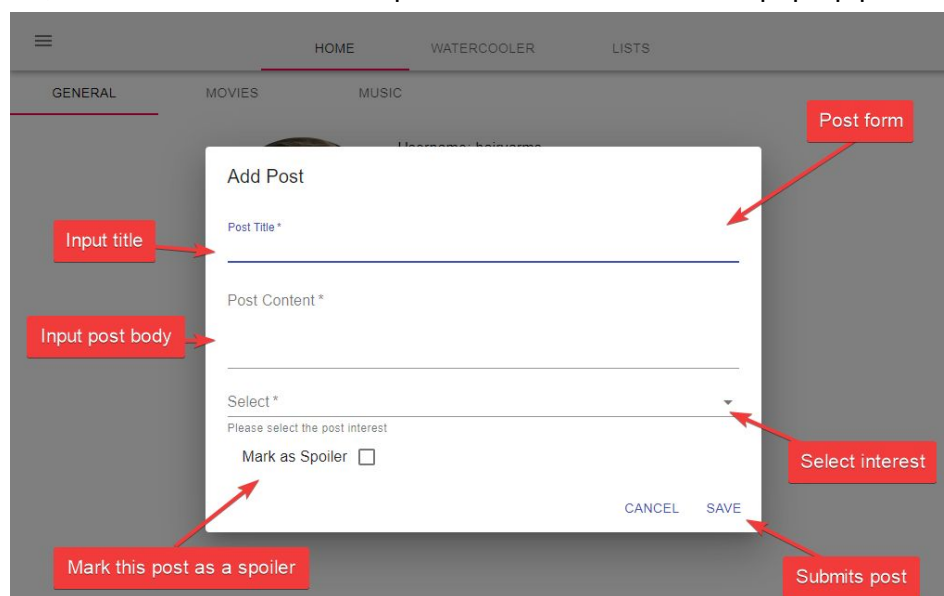 HOME WATERCOOLER LISTS
GENERAL MOVIES MUSIC
Post form
Add Post
Post Title *
Input title
Post Content *
Input post body
Select *
Please select the post interest
Mark as Spoiler
Select interest
CANCEL SAVE
Mark this post as a spoiler
Submits post